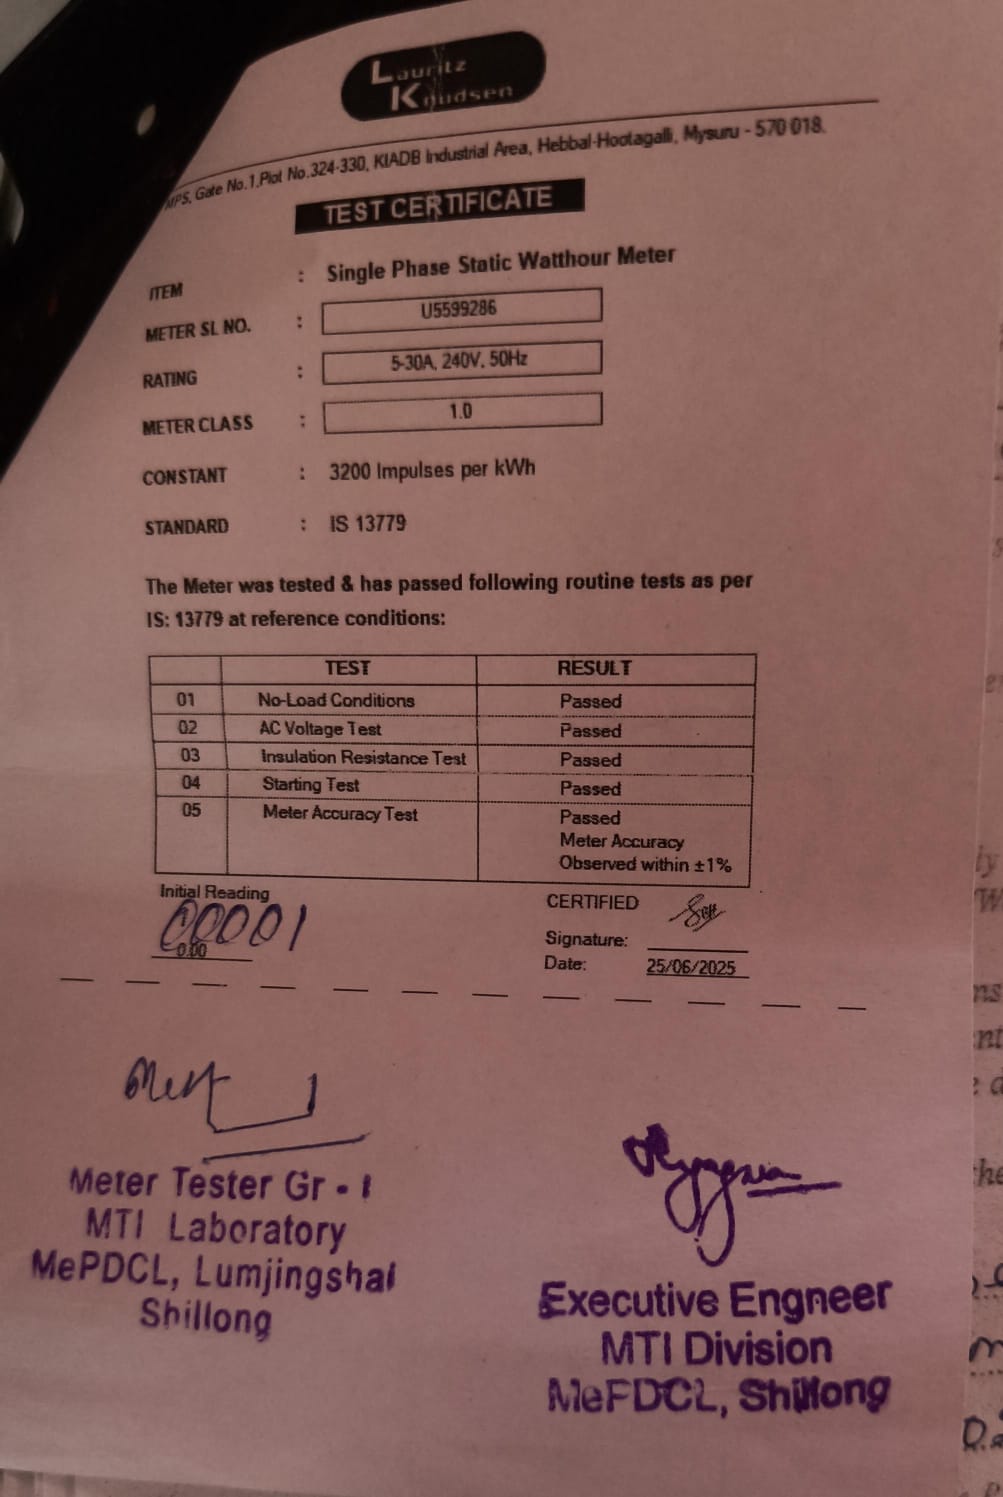 Lauritz
Knudsen
MPS, Gate No.1,Plot No.324-330, KIADB Industrial Area, Hebbal-Hootagalli, Mysuru - 570 018.
TEST CERTIFICATE
ITEM : Single Phase Static Watthour Meter
METER SL NO. : U5599286
RATING : 5-30A, 240V, 50Hz
METER CLASS : 1.0
CONSTANT : 3200 Impulses per kWh
STANDARD : IS 13779
The Meter was tested & has passed following routine tests as per
IS: 13779 at reference conditions:
TEST RESULT
01 No-Load Conditions Passed
02 AC Voltage Test Passed
03 Insulation Resistance Test Passed
04 Starting Test Passed
05 Meter Accuracy Test Passed
Meter Accuracy
Observed within ±1%
Initial Reading
00001
0.00
CERTIFIED
Signature:
Date: 25/06/2025
Meter Tester Gr - I
MTI Laboratory
MePDCL, Lumjingshai
Shillong
Executive Engneer
MTI Division
MePDCL, Shillong